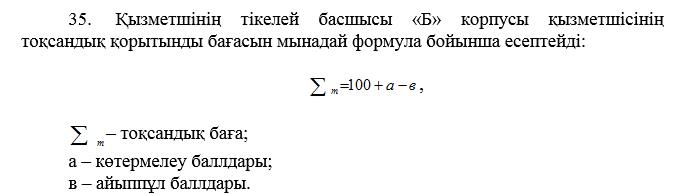 35. Қызметшінің тікелей басшысы «Б» корпусы қызметшісінің
тоқсандық қорытынды бағасын мынадай формула бойынша есептейді:
∑ т=100 + а – в ,
∑ т – тоқсандық баға;
а – көтермелеу баллдары;
в – айыппұл баллдары.